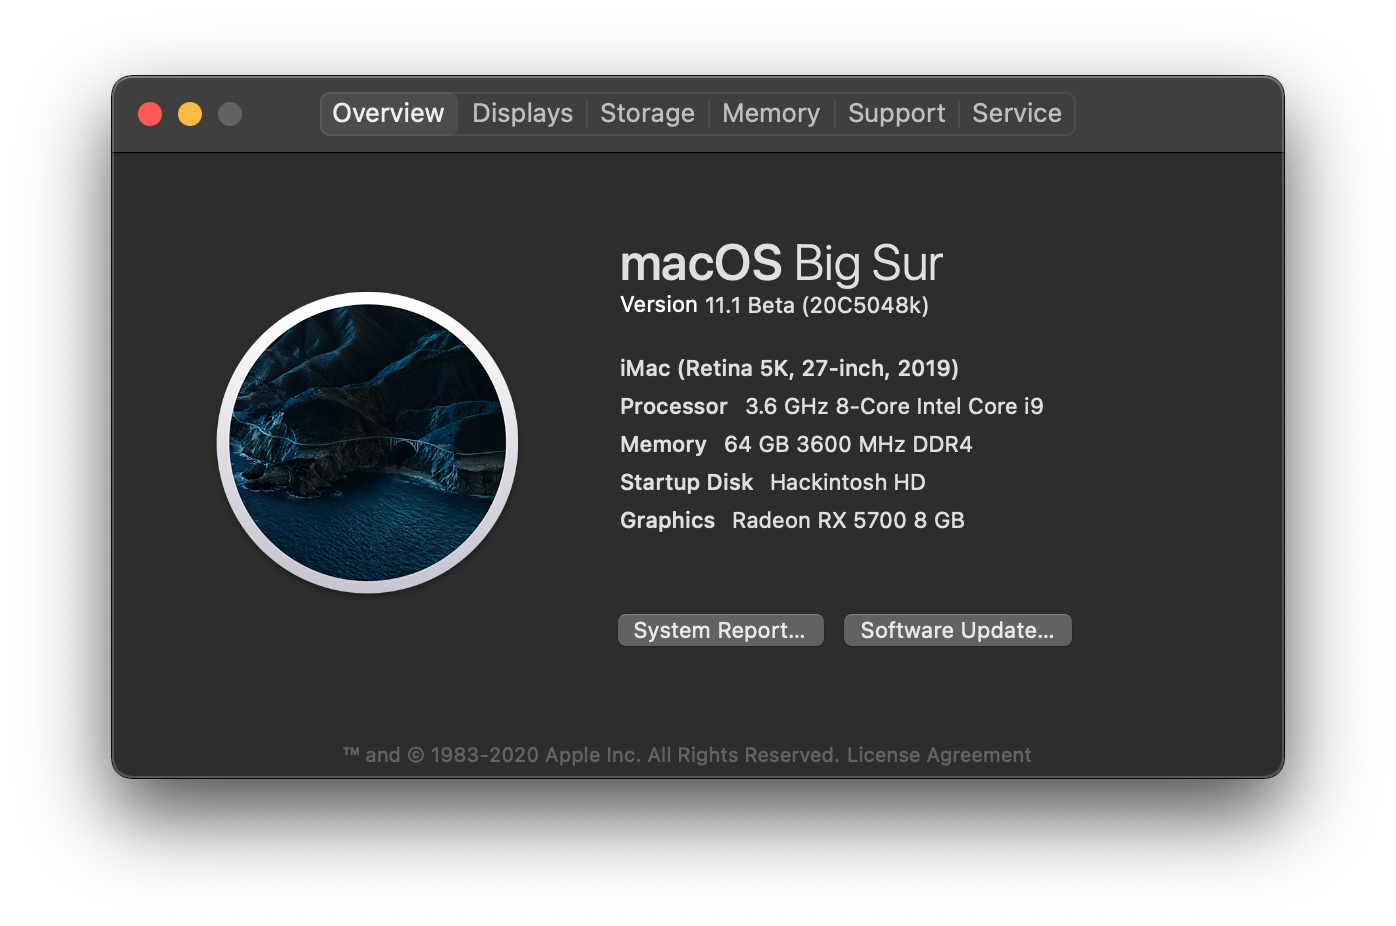 Overview Displays Storage Memory Support Service
macOS Big Sur
Version 11.1 Beta (20C5048k)
iMac (Retina 5K, 27-inch, 2019)
Processor 3.6 GHz 8-Core Intel Core i9
Memory 64 GB 3600 MHz DDR4
Startup Disk Hackintosh HD
Graphics Radeon RX 5700 8 GB
System Report... Software Update...
™ and © 1983-2020 Apple Inc. All Rights Reserved. License Agreement